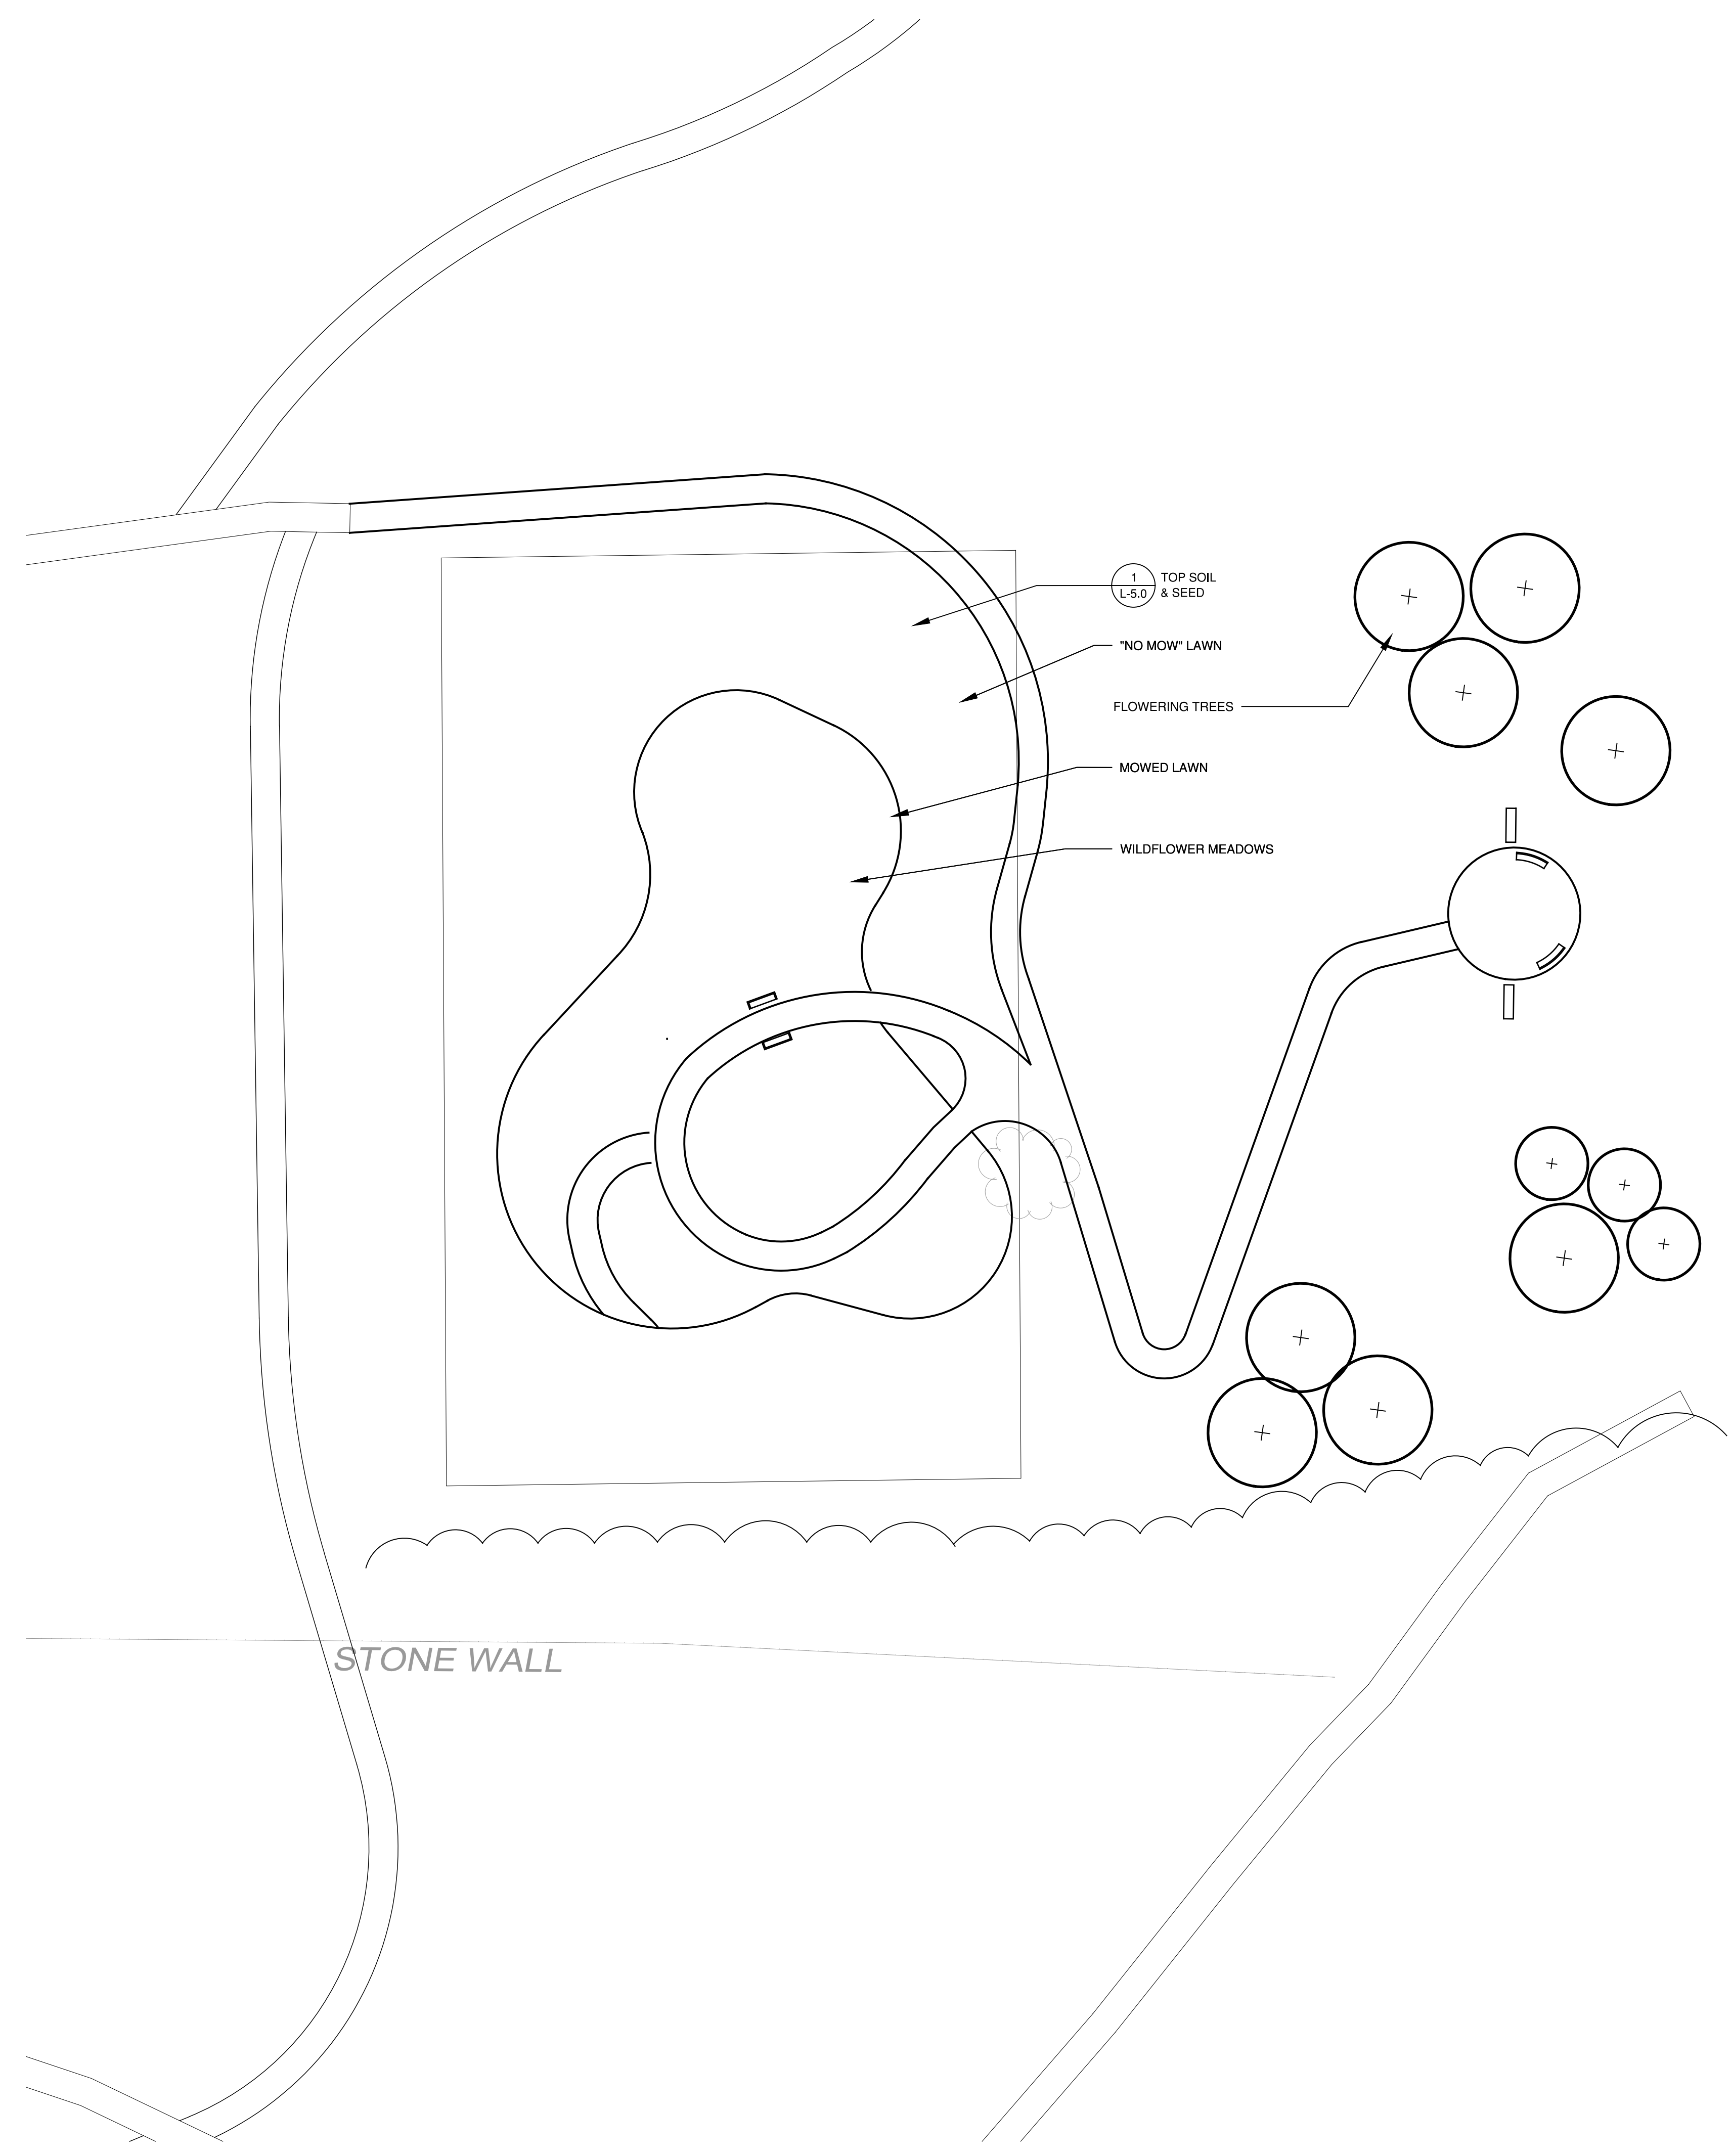 1
L-5.0
TOP SOIL
& SEED
"NO MOW" LAWN
FLOWERING TREES
MOWED LAWN
WILDFLOWER MEADOWS
STONE WALL